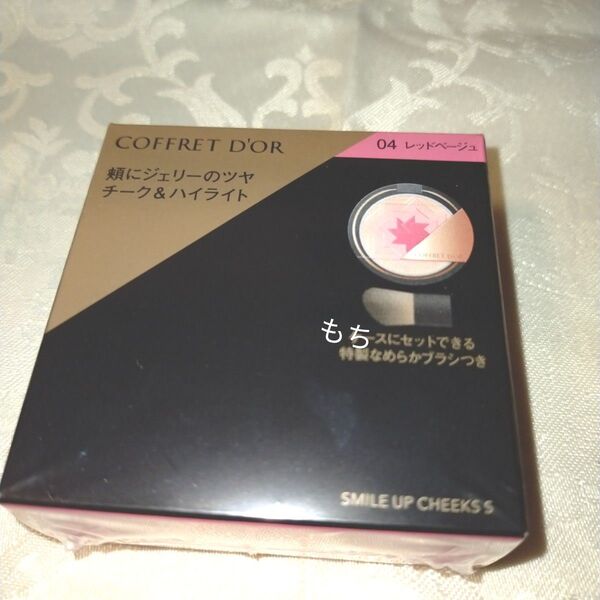 COFFRET D'OR
04 レッドベージュ
頬にジェリーのツヤ
チーク＆ハイライト
COFFRET D'OR
もち
ースにセットできる
特製なめらかブラシつき
SMILE UP CHEEKS S